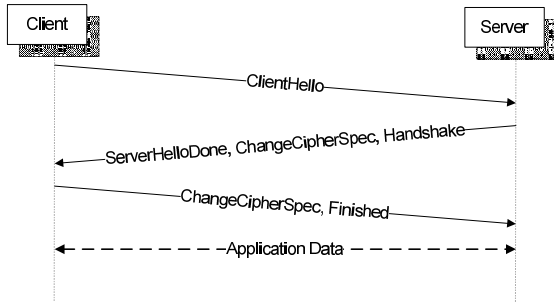 Client
Server
ClientHello
ServerHelloDone, ChangeCipherSpec, Handshake
ChangeCipherSpec, Finished
Application Data